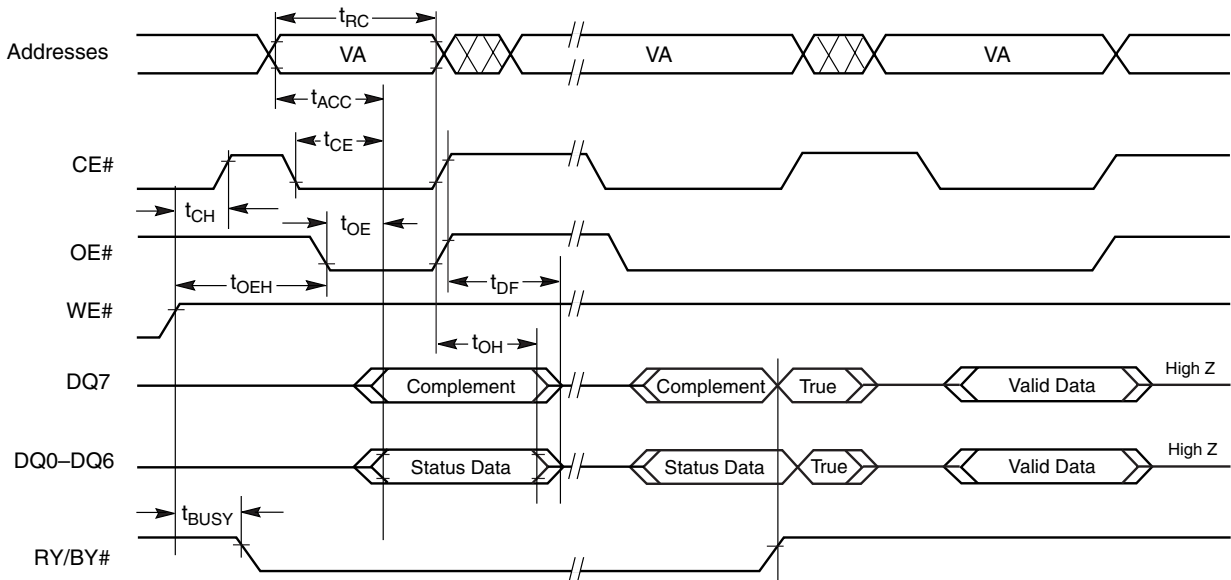 tRC
Addresses VA VA VA
tACC
tCE
CE#
tCH tOE
OE#
tOEH tDF
WE#
tOH
DQ7 Complement Complement True Valid Data High Z
DQ0–DQ6 Status Data Status Data True Valid Data High Z
tBUSY
RY/BY#